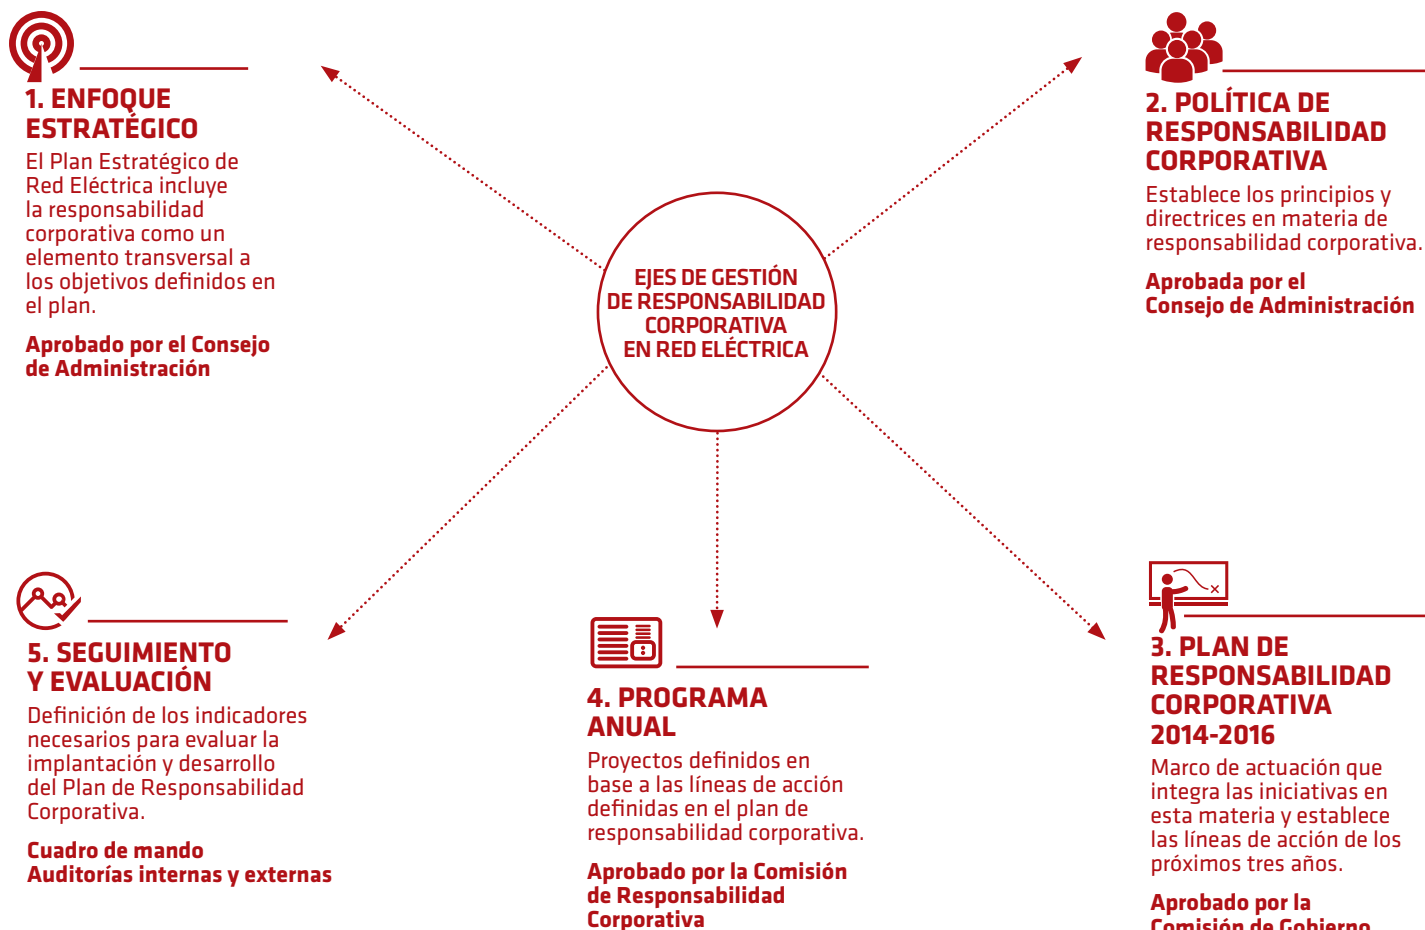 1. ENFOQUE
ESTRATÉGICO
El Plan Estratégico de
Red Eléctrica incluye
la responsabilidad
corporativa como un
elemento transversal a
los objetivos definidos en
el plan.
Aprobado por el Consejo
de Administración
2. POLÍTICA DE
RESPONSABILIDAD
CORPORATIVA
Establece los principios y
directrices en materia de
responsabilidad corporativa.
Aprobada por el
Consejo de Administración
EJES DE GESTIÓN
DE RESPONSABILIDAD
CORPORATIVA
EN RED ELÉCTRICA
3. PLAN DE
RESPONSABILIDAD
CORPORATIVA
2014-2016
Marco de actuación que
integra las iniciativas en
esta materia y establece
las líneas de acción de los
próximos tres años.
Aprobado por la
Comisión de Gobierno
4. PROGRAMA
ANUAL
Proyectos definidos en
base a las líneas de acción
definidas en el plan de
responsabilidad corporativa.
Aprobado por la Comisión
de Responsabilidad
Corporativa
5. SEGUIMIENTO
Y EVALUACIÓN
Definición de los indicadores
necesarios para evaluar la
implantación y desarrollo
del Plan de Responsabilidad
Corporativa.
Cuadro de mando
Auditorías internas y externas